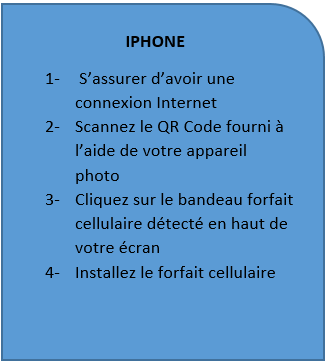 IPHONE
1- S’assurer d’avoir une
connexion Internet
2- Scannez le QR Code fourni à
l’aide de votre appareil
photo
3- Cliquez sur le bandeau forfait
cellulaire détecté en haut de
votre écran
4- Installez le forfait cellulaire